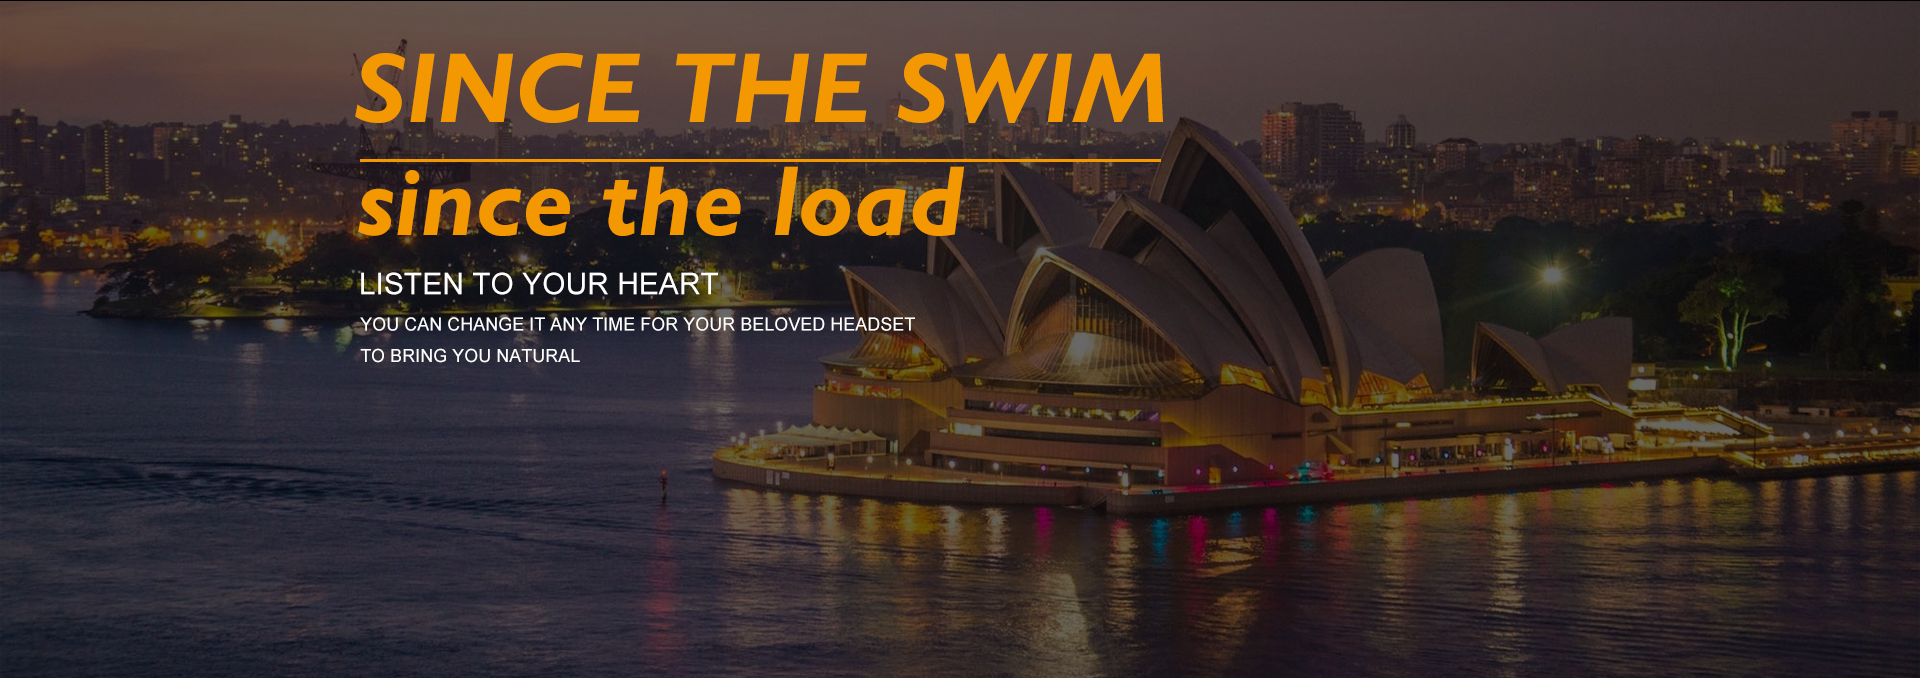 SINCE THE SWIM
since the load
LISTEN TO YOUR HEART
YOU CAN CHANGE IT ANY TIME FOR YOUR BELOVED HEADSET
TO BRING YOU NATURAL